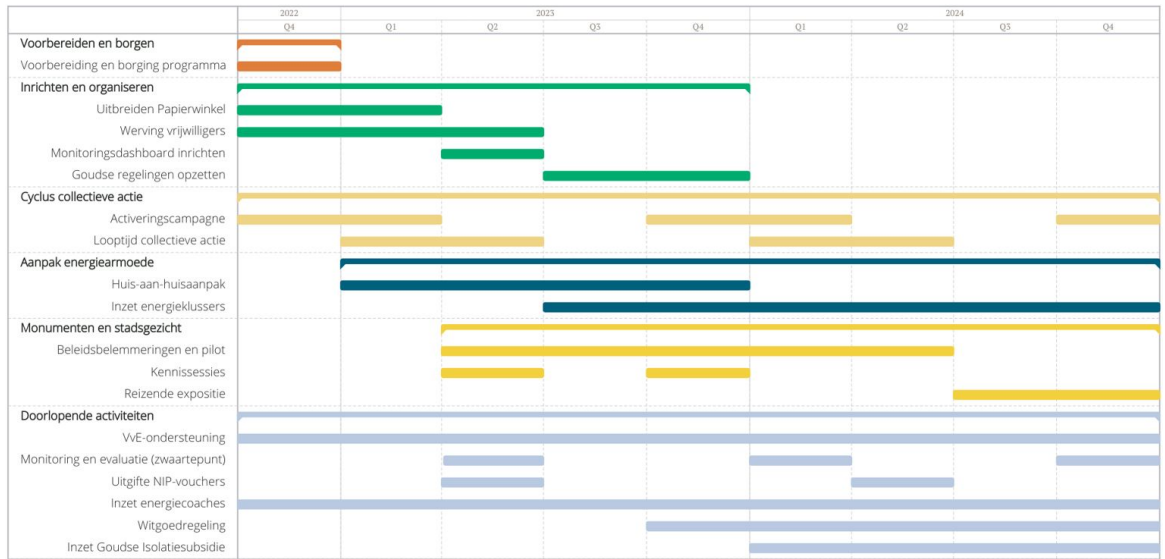 2022 2023 2024
Q4 Q1 Q2 Q3 Q4 Q1 Q2 Q3 Q4
Voorbereiden en borgen
Voorbereiding en borging programma
Inrichten en organiseren
Uitbreiden Papierwinkel
Werving vrijwilligers
Monitoringsdashboard inrichten
Goudse regelingen opzetten
Cyclus collectieve actie
Activeringscampagne
Looptijd collectieve actie
Aanpak energiearmoede
Huis-aan-huisaanpak
Inzet energieklussers
Monumenten en stadsgezicht
Beleidsbelemmeringen en pilot
Kennissessies
Reizende expositie
Doorlopende activiteiten
VvE-ondersteuning
Monitoring en evaluatie (zwaartepunt)
Uitgifte NIP-vouchers
Inzet energiecoaches
Witgoedregeling
Inzet Goudse Isolatiesubsidie